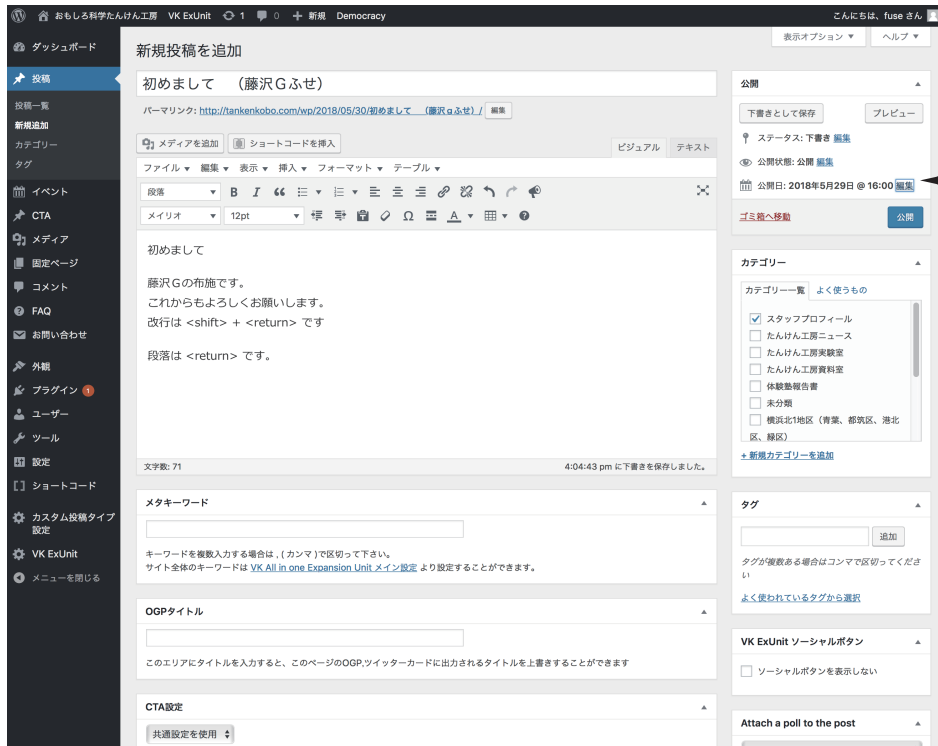 おもしろ科学たんけん工房 VK ExUnit 1 0 + 新規 Democracy こんにちは、fuse さん
ダッシュボード
投稿
投稿一覧
新規追加
カテゴリー
タグ
イベント
CTA
メディア
固定ページ
コメント
FAQ
お問い合わせ
外観
プラグイン 1
ユーザー
ツール
設定
[ ] ショートコード
カスタム投稿タイプ
設定
VK ExUnit
メニューを閉じる
表示オプション ▼ ヘルプ ▼
新規投稿を追加
初めまして （藤沢Gふせ）
パーマリンク: http://tankenkobo.com/wp/2018/05/30/初めまして （藤沢gふせ）/ 編集
メディアを追加 ショートコードを挿入 ビジュアル テキスト
ファイル ▼ 編集 ▼ 表示 ▼ 挿入 ▼ フォーマット ▼ テーブル ▼
段落 ▼ B I
メイリオ ▼ 12pt ▼ Ω A ▼
初めまして
藤沢Gの布施です。
これからもよろしくお願いします。
改行は <shift> + <return> です
段落は <return> です。
文字数: 71 4:04:43 pm に下書きを保存しました。
メタキーワード
キーワードを複数入力する場合は , ( カンマ )で区切って下さい。
サイト全体のキーワードは VK All in one Expansion Unit メイン設定 より設定することができます。
OGPタイトル
このエリアにタイトルを入力すると、このページのOGP,ツイッターカードに出力されるタイトルを上書きすることができます
CTA設定
共通設定を使用
公開
下書きとして保存 プレビュー
ステータス: 下書き 編集
公開状態: 公開 編集
公開日: 2018年5月29日 @ 16:00 編集
ゴミ箱へ移動 公開
カテゴリー
カテゴリー一覧 よく使うもの
スタッフプロフィール
たんけん工房ニュース
たんけん工房実験室
たんけん工房資料室
体験塾報告書
未分類
横浜北1地区（青葉、都筑区、港北
区、緑区）
+ 新規カテゴリーを追加
タグ
追加
タグが複数ある場合はコンマで区切ってくださ
い
よく使われているタグから選択
VK ExUnit ソーシャルボタン
ソーシャルボタンを表示しない
Attach a poll to the post